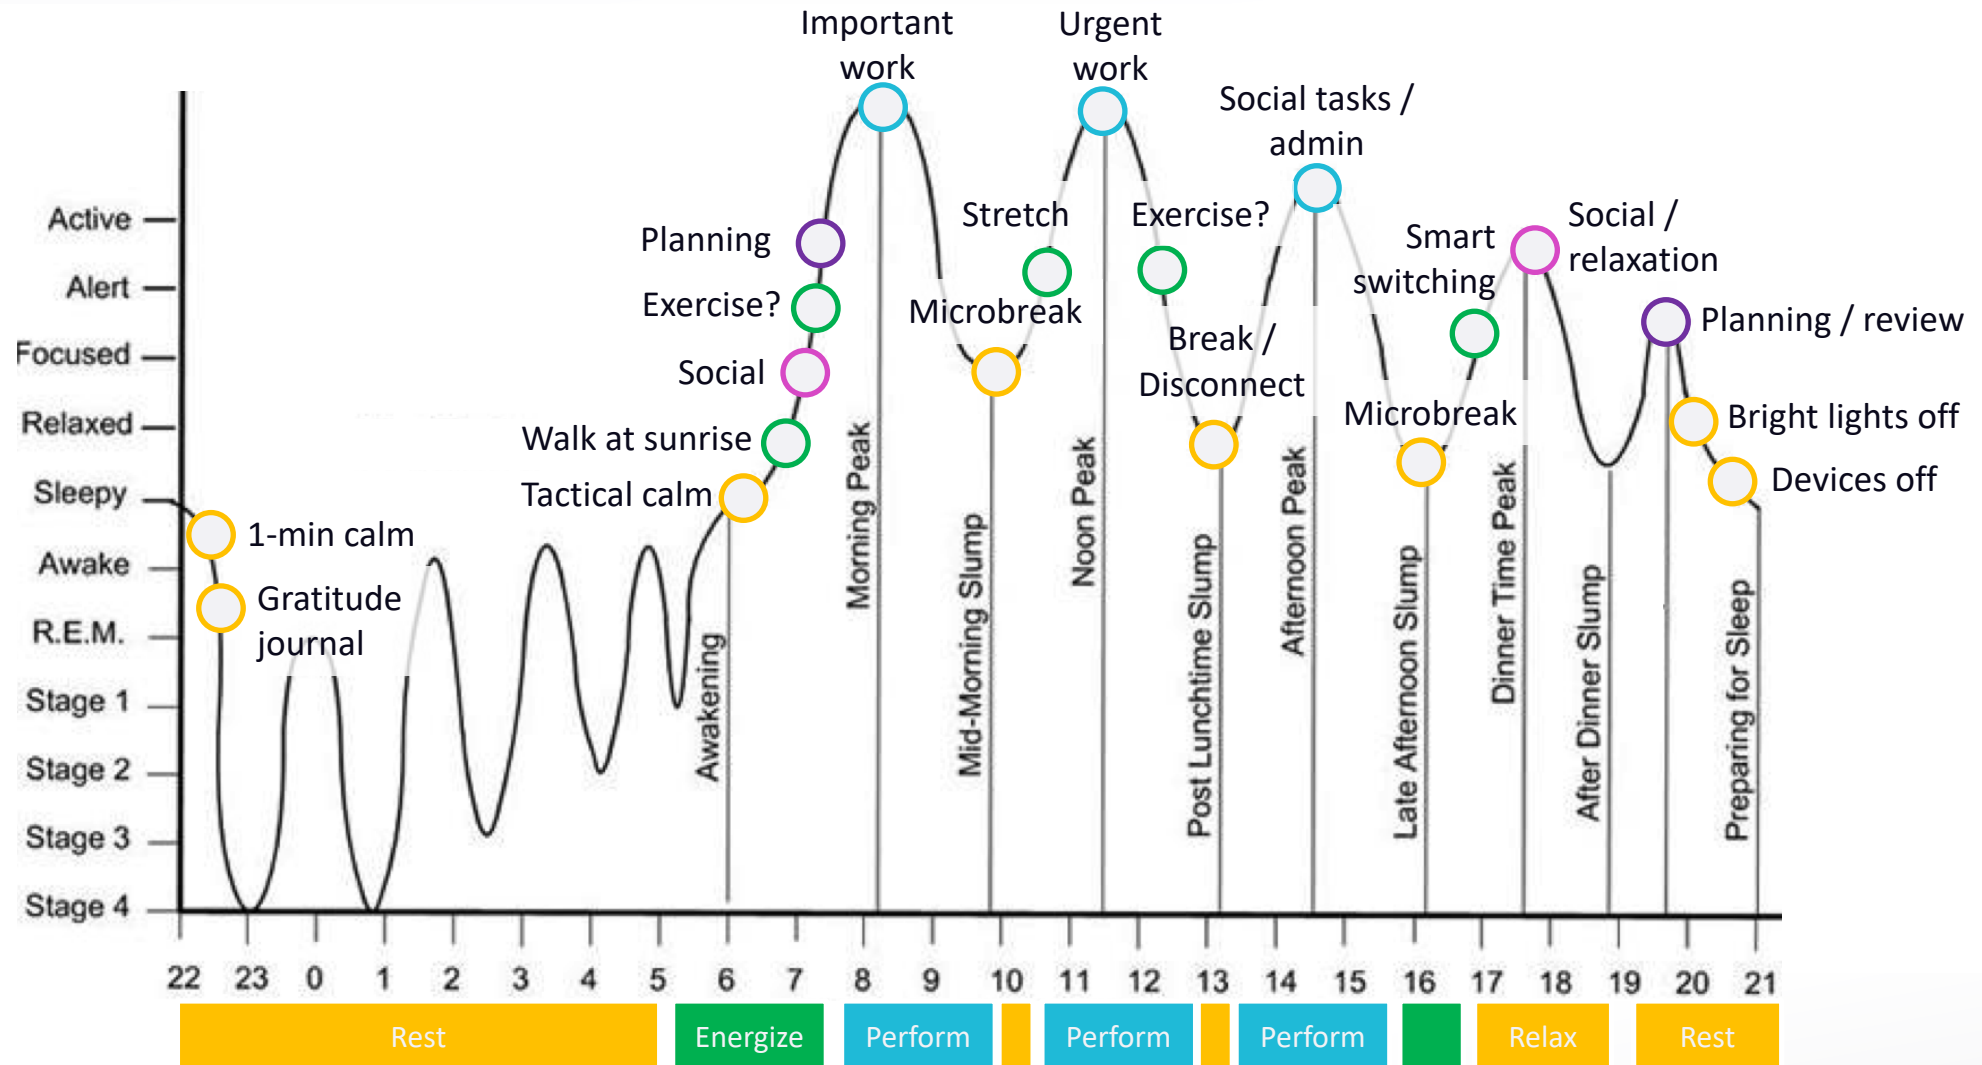 Important
work
Urgent
work
Social tasks /
admin
Active
Alert
Focused
Relaxed
Sleepy
Awake
R.E.M.
Stage 1
Stage 2
Stage 3
Stage 4
1-min calm
Gratitude
journal
Planning
Exercise?
Social
Walk at sunrise
Tactical calm
Stretch
Microbreak
Exercise?
Break /
Disconnect
Smart
switching
Microbreak
Social /
relaxation
Planning / review
Bright lights off
Devices off
Awakening
Morning Peak
Mid-Morning Slump
Noon Peak
Post Lunchtime Slump
Afternoon Peak
Late Afternoon Slump
Dinner Time Peak
After Dinner Slump
Preparing for Sleep
22 23 0 1 2 3 4 5 6 7 8 9 10 11 12 13 14 15 16 17 18 19 20 21
Rest Energize Perform Perform Perform Relax Rest